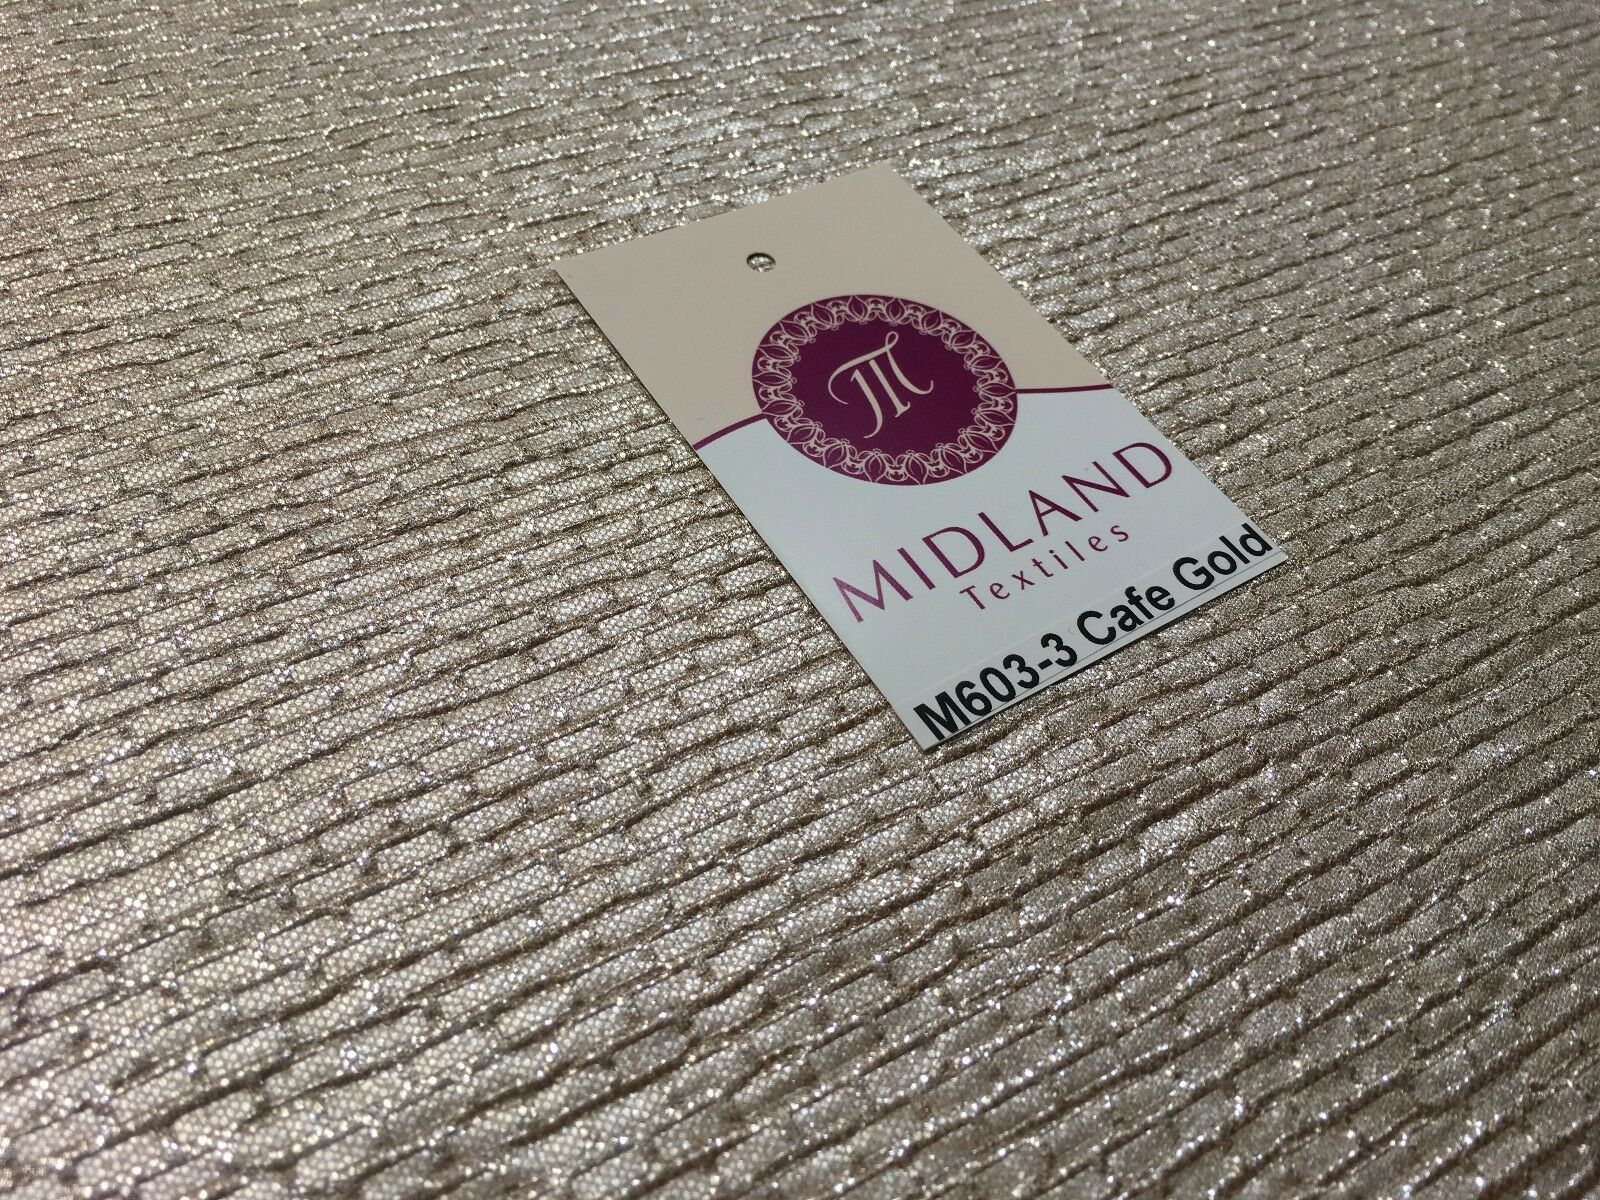 MIDLAND
Textiles
M603-3 Cafe Gold